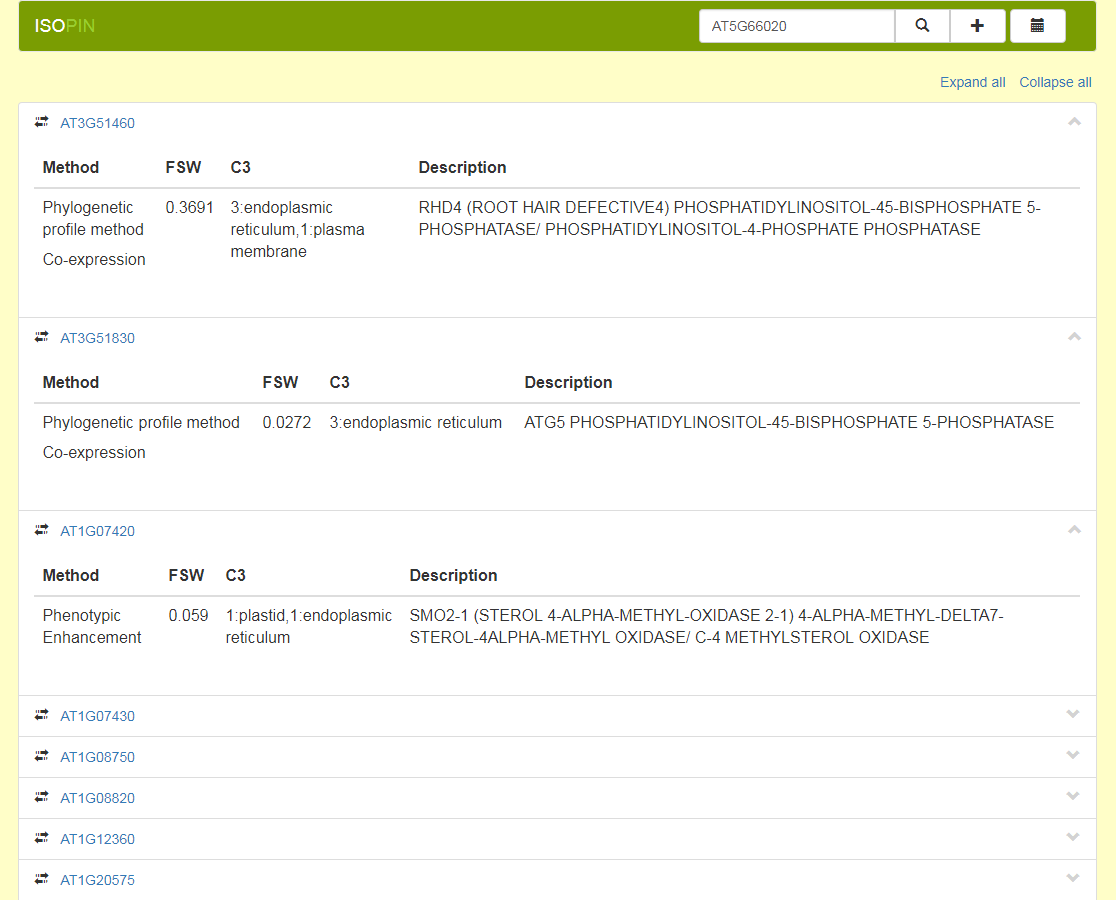 ISOPIN AT5G66020
Expand all Collapse all
AT3G51460
Method FSW C3 Description
Phylogenetic 0.3691 3:endoplasmic RHD4 (ROOT HAIR DEFECTIVE4) PHOSPHATIDYLINOSITOL-45-BISPHOSPHATE 5-
profile method reticulum,1:plasma PHOSPHATASE/ PHOSPHATIDYLINOSITOL-4-PHOSPHATE PHOSPHATASE
membrane
Co-expression
AT3G51830
Method FSW C3 Description
Phylogenetic profile method 0.0272 3:endoplasmic reticulum ATG5 PHOSPHATIDYLINOSITOL-45-BISPHOSPHATE 5-PHOSPHATASE
Co-expression
AT1G07420
Method FSW C3 Description
Phenotypic 0.059 1:plastid,1:endoplasmic SMO2-1 (STEROL 4-ALPHA-METHYL-OXIDASE 2-1) 4-ALPHA-METHYL-DELTA7-
Enhancement reticulum STEROL-4ALPHA-METHYL OXIDASE/ C-4 METHYLSTEROL OXIDASE
AT1G07430
AT1G08750
AT1G08820
AT1G12360
AT1G20575